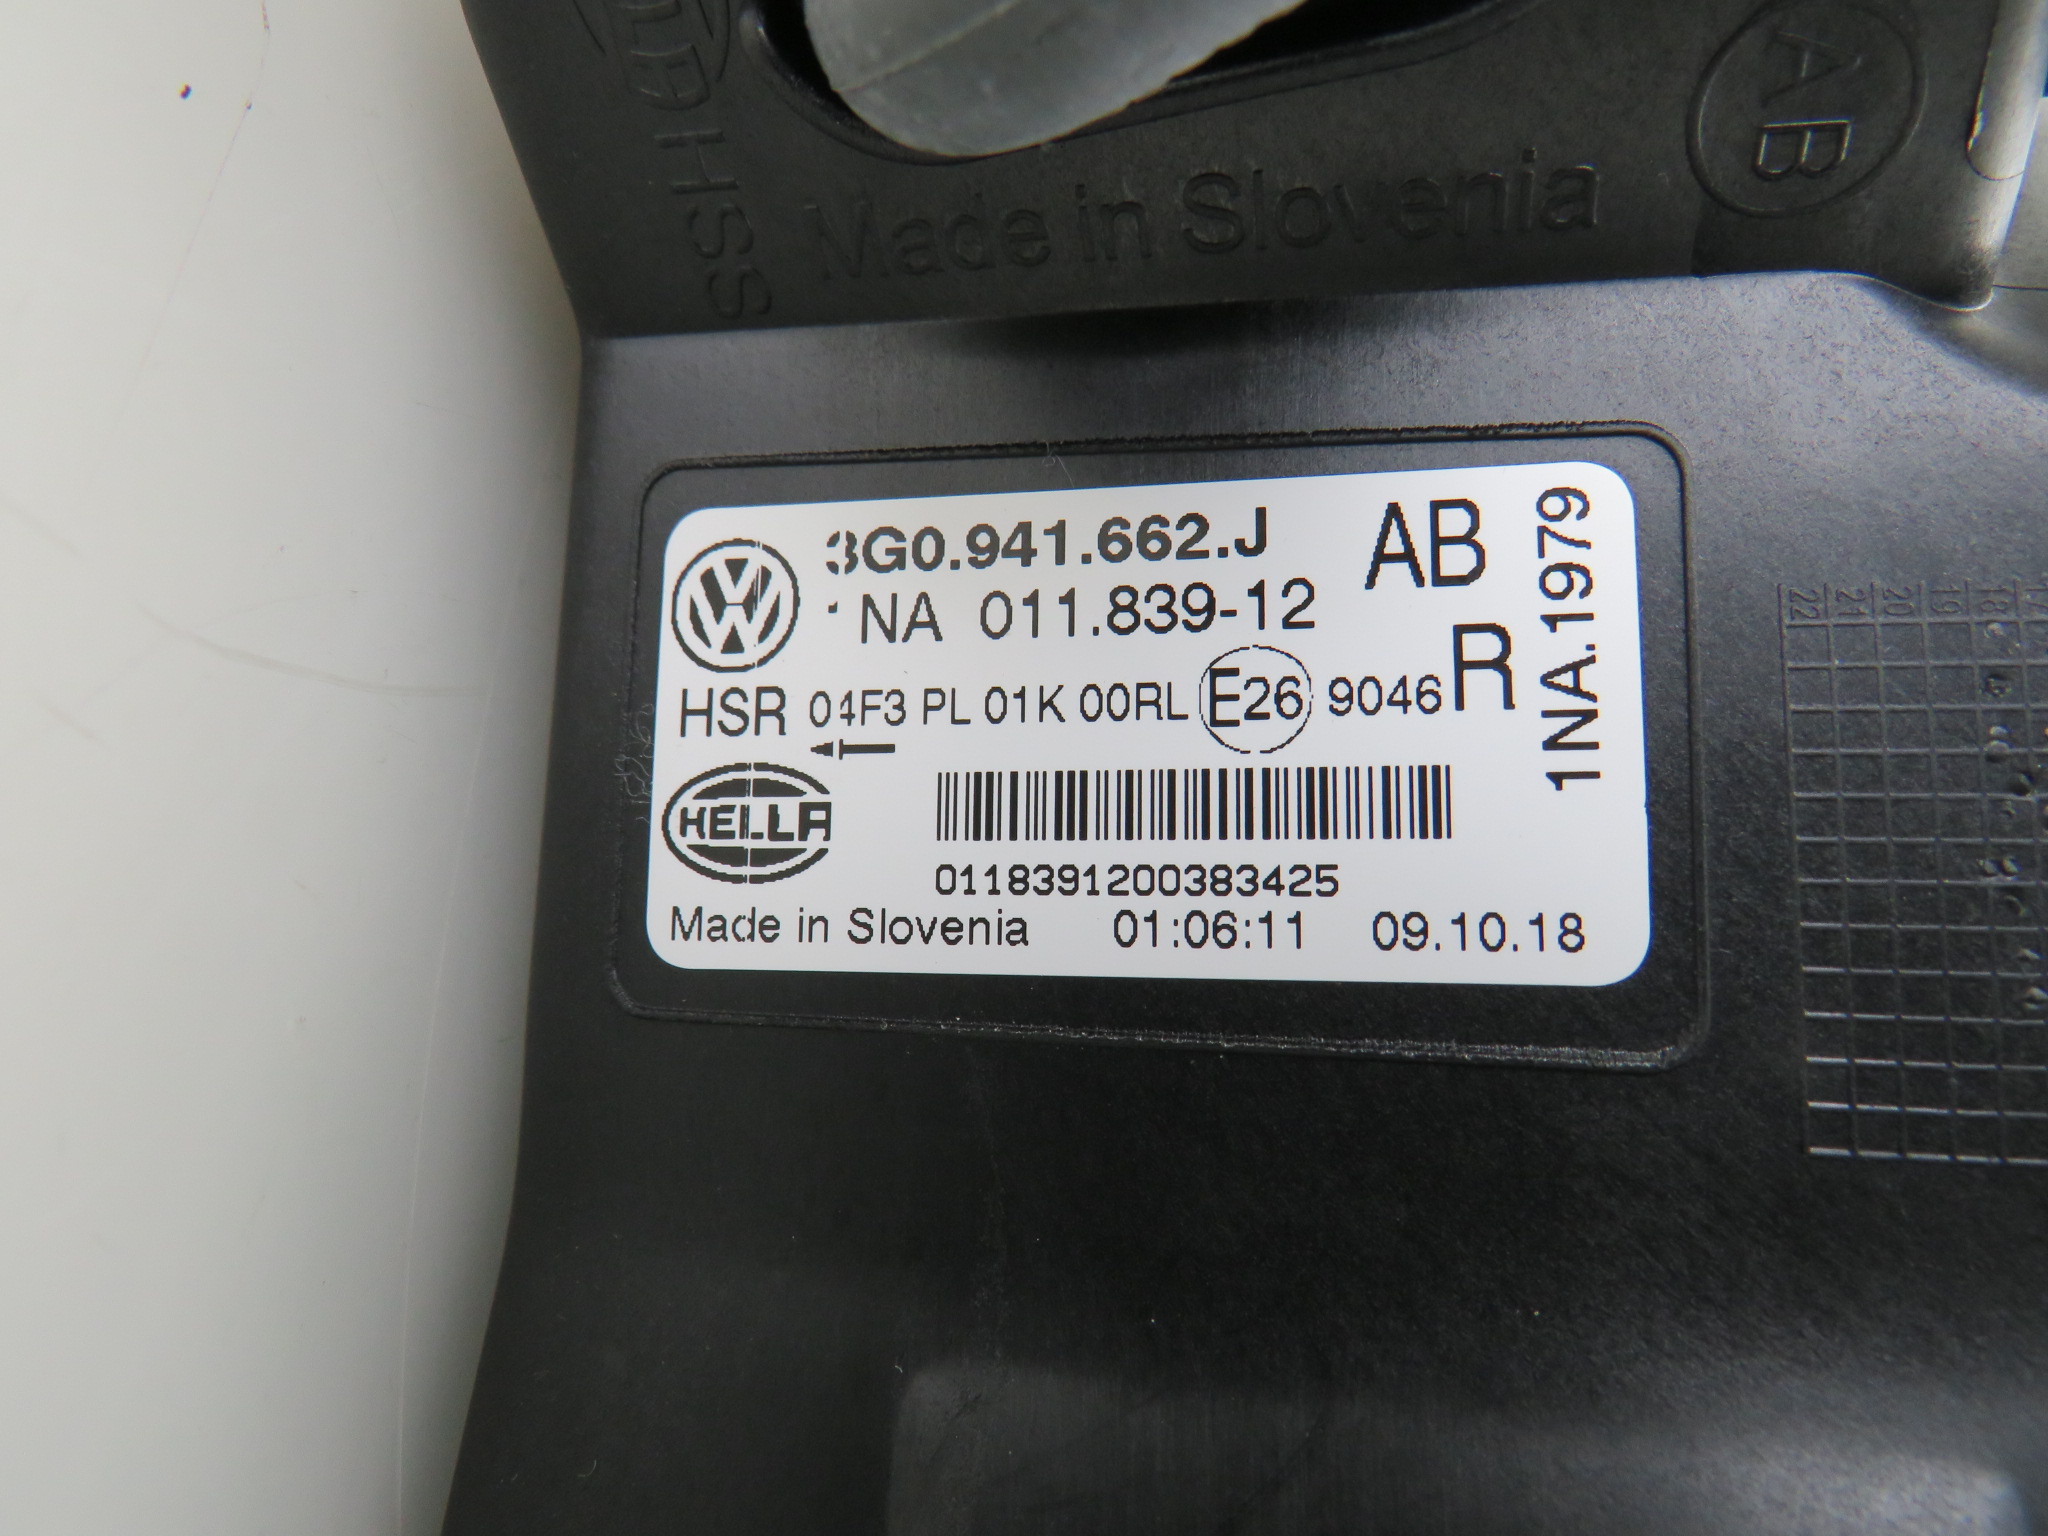 HSS
Made in Slovenia
AB
3G0.941.662.J
AB
1NA 011.839-12
1NA.1979
HSR 04F3 PL 01K 00RL E26 9046 R
HELLA
0118391200383425
Made in Slovenia 01:06:11 09.10.18
22 21 20 19 18